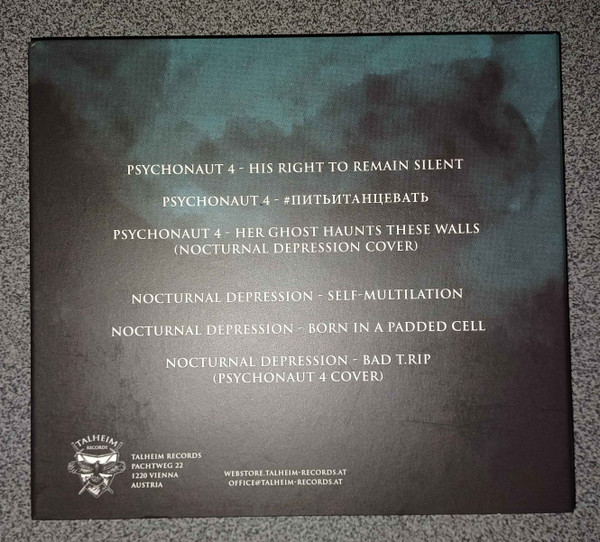 PSYCHONAUT 4 - HIS RIGHT TO REMAIN SILENT
PSYCHONAUT 4 - #ПИТЬИТАНЦЕВАТЬ
PSYCHONAUT 4 - HER GHOST HAUNTS THESE WALLS
(NOCTURNAL DEPRESSION COVER)
NOCTURNAL DEPRESSION - SELF-MULTILATION
NOCTURNAL DEPRESSION - BORN IN A PADDED CELL
NOCTURNAL DEPRESSION - BAD T.RIP
(PSYCHONAUT 4 COVER)
TALHEIM
RECORDS
TALHEIM RECORDS
PACHTWEG 22
1220 VIENNA
AUSTRIA
WEBSTORE.TALHEIM-RECORDS.AT
OFFICE@TALHEIM-RECORDS.AT